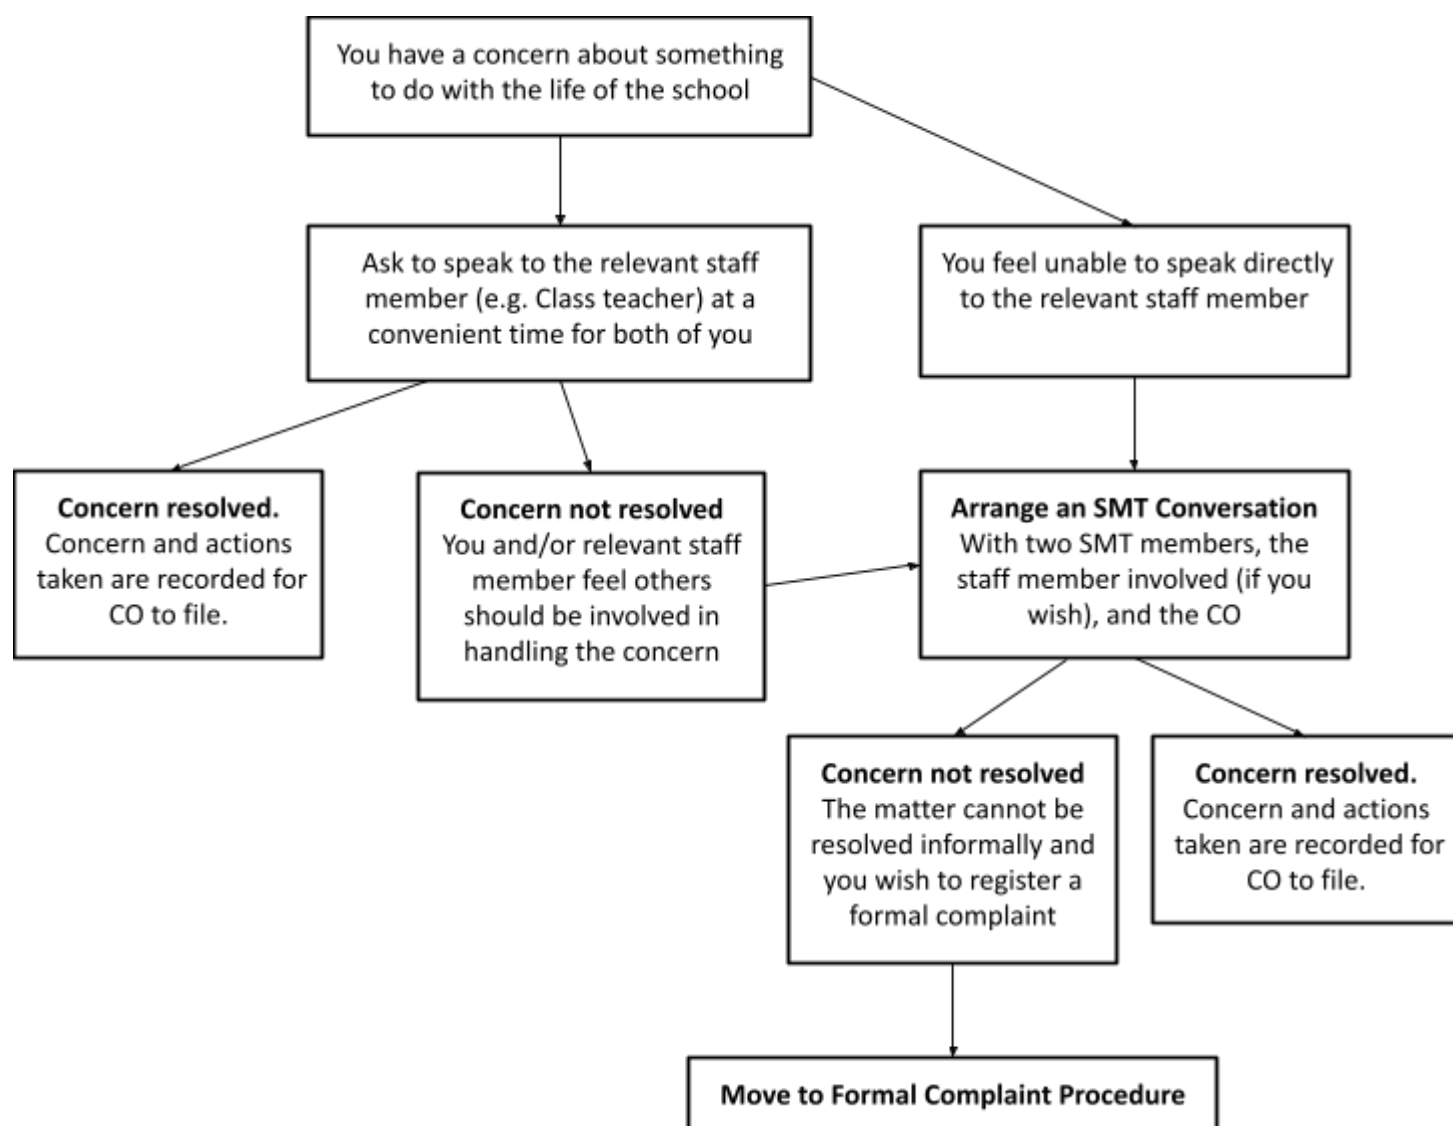 You have a concern about something
to do with the life of the school
Ask to speak to the relevant staff
member (e.g. Class teacher) at a
convenient time for both of you
You feel unable to speak directly
to the relevant staff member
Concern resolved.
Concern and actions
taken are recorded for
CO to file.
Concern not resolved
You and/or relevant staff
member feel others
should be involved in
handling the concern
Arrange an SMT Conversation
With two SMT members, the
staff member involved (if you
wish), and the CO
Concern not resolved
The matter cannot be
resolved informally and
you wish to register a
formal complaint
Concern resolved.
Concern and actions
taken are recorded for
CO to file.
Move to Formal Complaint Procedure